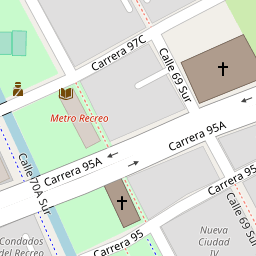 Carrera 97C
Calle 69 Sur
Metro Recreo
Carrera 95A
Carrera 95A
Calle 70A Sur
Carrera 95
Calle 69 Sur
Nueva
Ciudad
IV
Condados
del Recreo